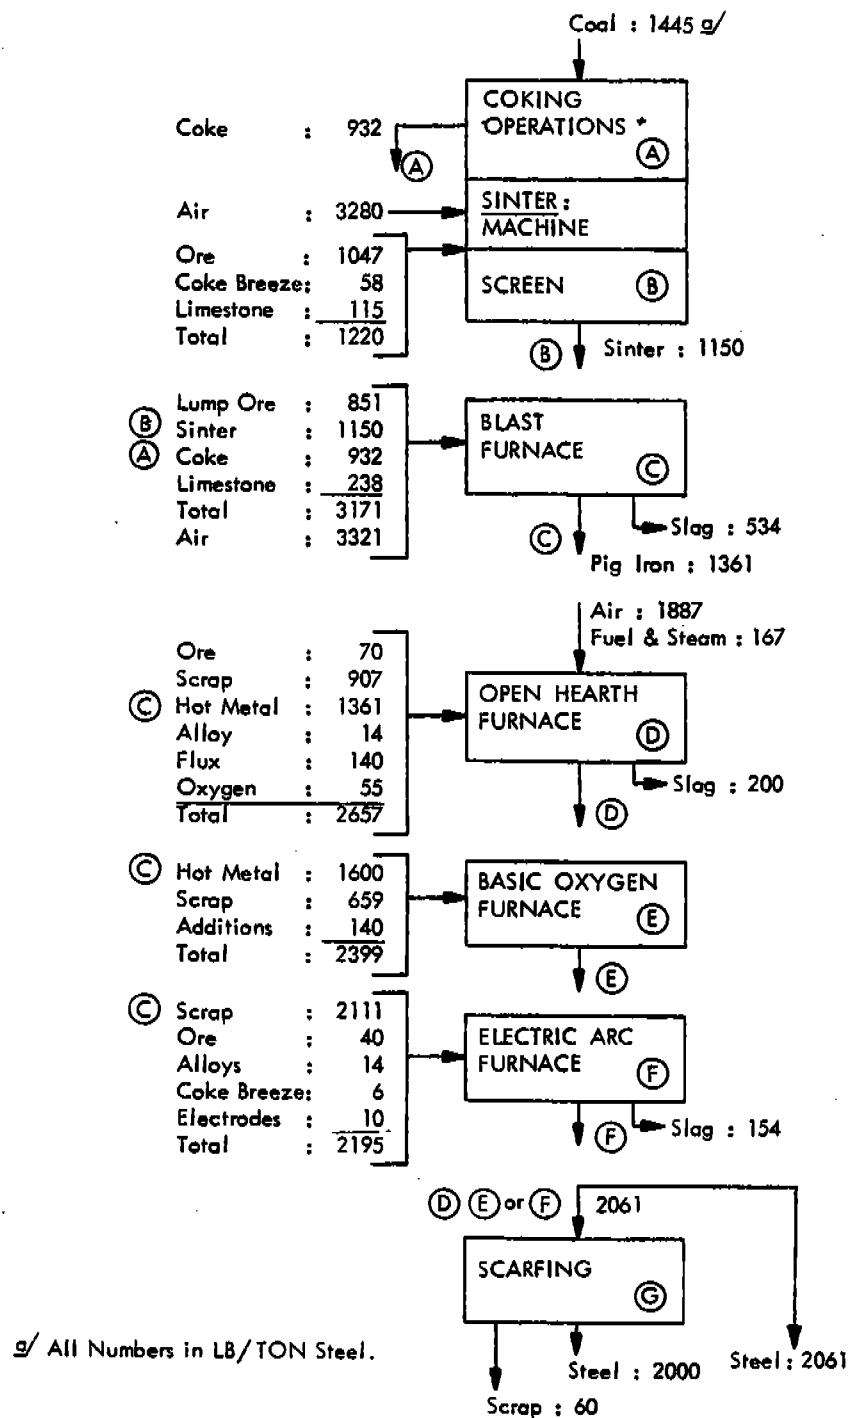 Coal : 1445 a/
COKING
OPERATIONS *
A
Coke : 932
A
Air : 3280
SINTER :
MACHINE
Ore : 1047
Coke Breeze: 58
Limestone : 115
Total : 1220
SCREEN
B
B Sinter : 1150
Lump Ore : 851
B Sinter : 1150
A Coke : 932
Limestone : 238
Total : 3171
Air : 3321
BLAST
FURNACE
C
Slag : 534
C
Pig Iron : 1361
Air : 1887
Fuel & Steam : 167
Ore : 70
Scrap : 907
C Hot Metal : 1361
Alloy : 14
Flux : 140
Oxygen : 55
Total : 2657
OPEN HEARTH
FURNACE
D
Slag : 200
D
C Hot Metal : 1600
Scrap : 659
Additions : 140
Total : 2399
BASIC OXYGEN
FURNACE
E
E
C Scrap : 2111
Ore : 40
Alloys : 14
Coke Breeze: 6
Electrodes : 10
Total : 2195
ELECTRIC ARC
FURNACE
F
Slag : 154
F
D E or F 2061
SCARFING
G
Steel : 2000
Steel : 2061
Scrap : 60
a/ All Numbers in LB/TON Steel.